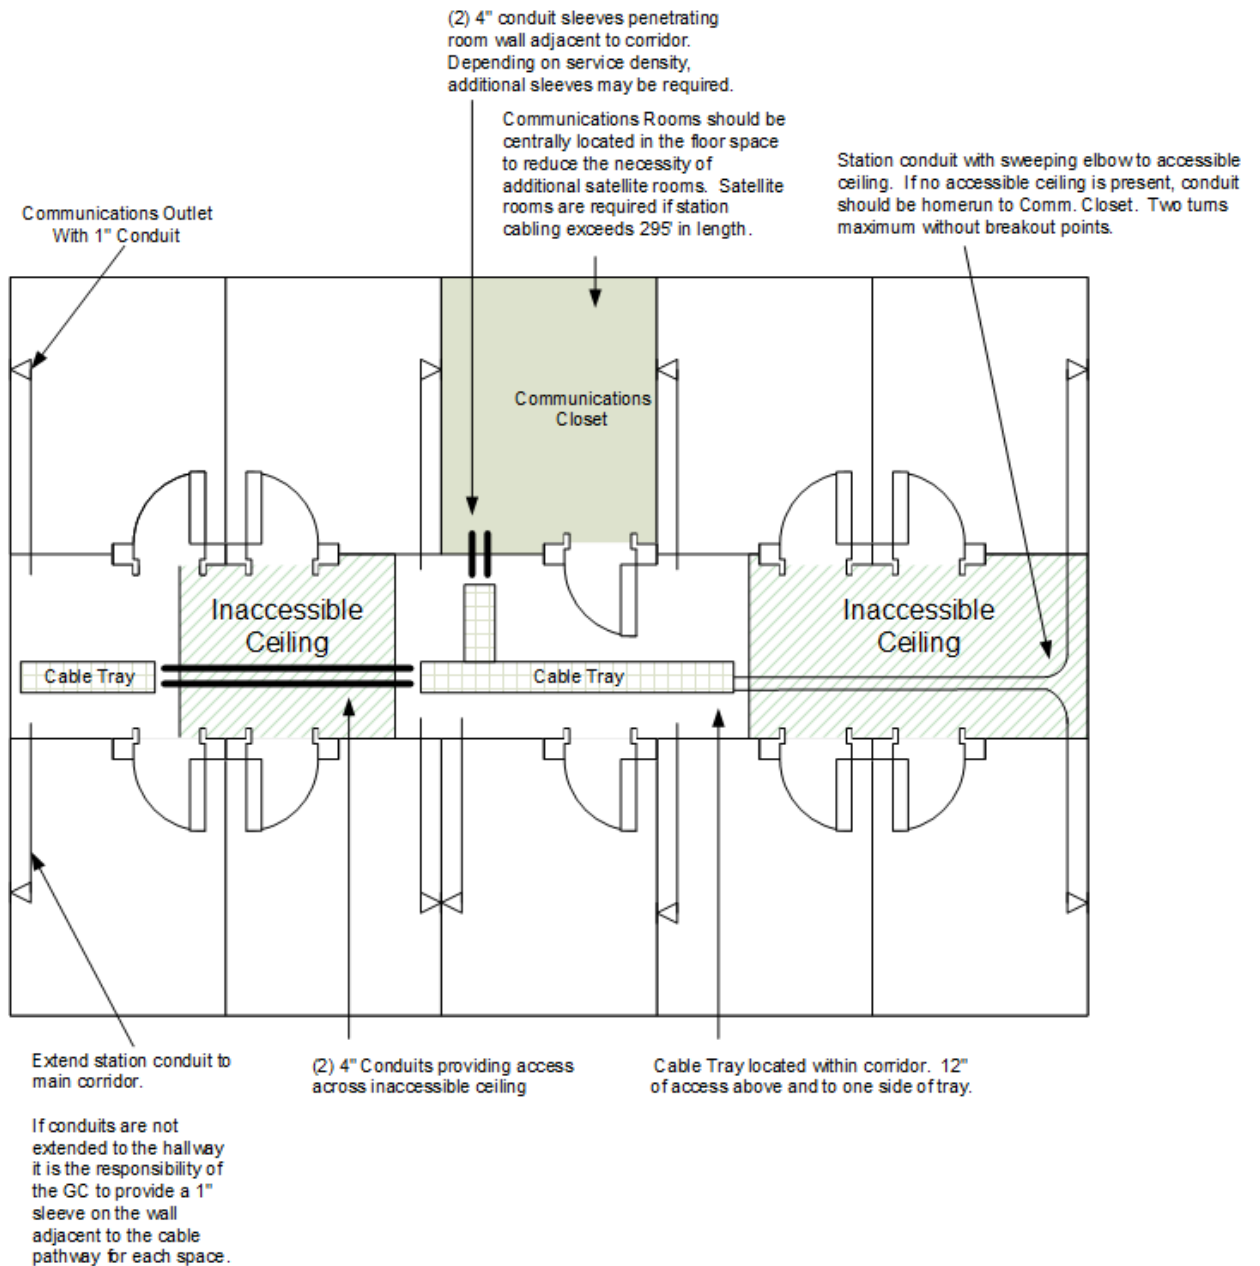 (2) 4" conduit sleeves penetrating
room wall adjacent to corridor.
Depending on service density,
additional sleeves may be required.
Communications Rooms should be
centrally located in the floor space
to reduce the necessity of
additional satellite rooms. Satellite
rooms are required if station
cabling exceeds 295' in length.
Station conduit with sweeping elbow to accessible
ceiling. If no accessible ceiling is present, conduit
should be homerun to Comm. Closet. Two turns
maximum without breakout points.
Communications Outlet
With 1" Conduit
Communications
Closet
Inaccessible
Ceiling
Inaccessible
Ceiling
Cable Tray
Cable Tray
Extend station conduit to
main corridor.
If conduits are not
extended to the hallway
it is the responsibility of
the GC to provide a 1"
sleeve on the wall
adjacent to the cable
pathway for each space.
(2) 4" Conduits providing access
across inaccessible ceiling
Cable Tray located within corridor. 12"
of access above and to one side of tray.